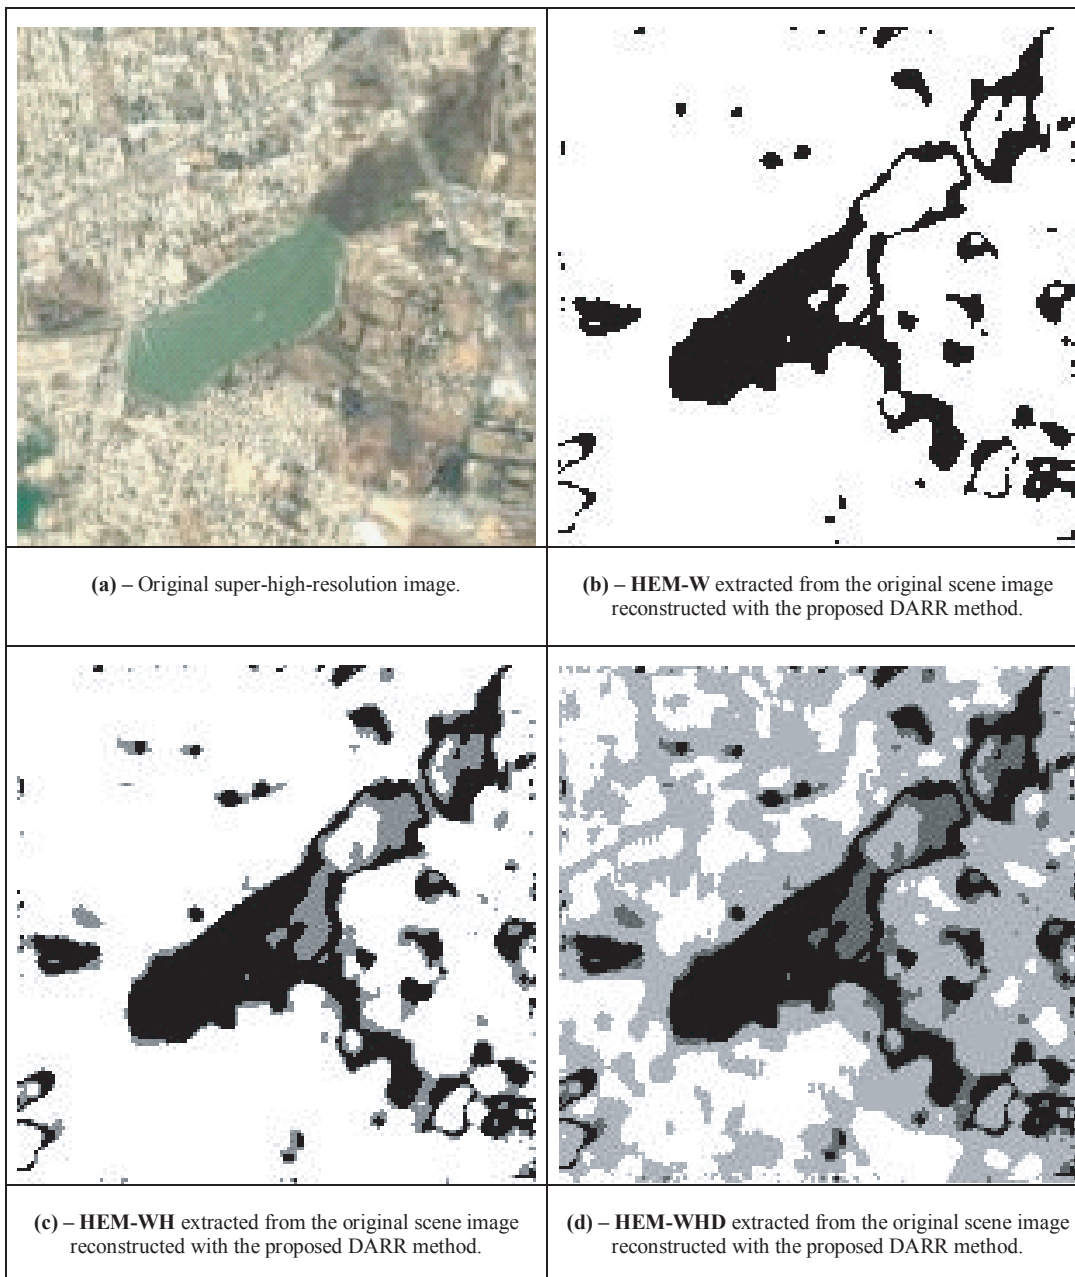 (a) – Original super-high-resolution image.
(b) – HEM-W extracted from the original scene image
reconstructed with the proposed DARR method.
(c) – HEM-WH extracted from the original scene image
reconstructed with the proposed DARR method.
(d) – HEM-WHD extracted from the original scene image
reconstructed with the proposed DARR method.